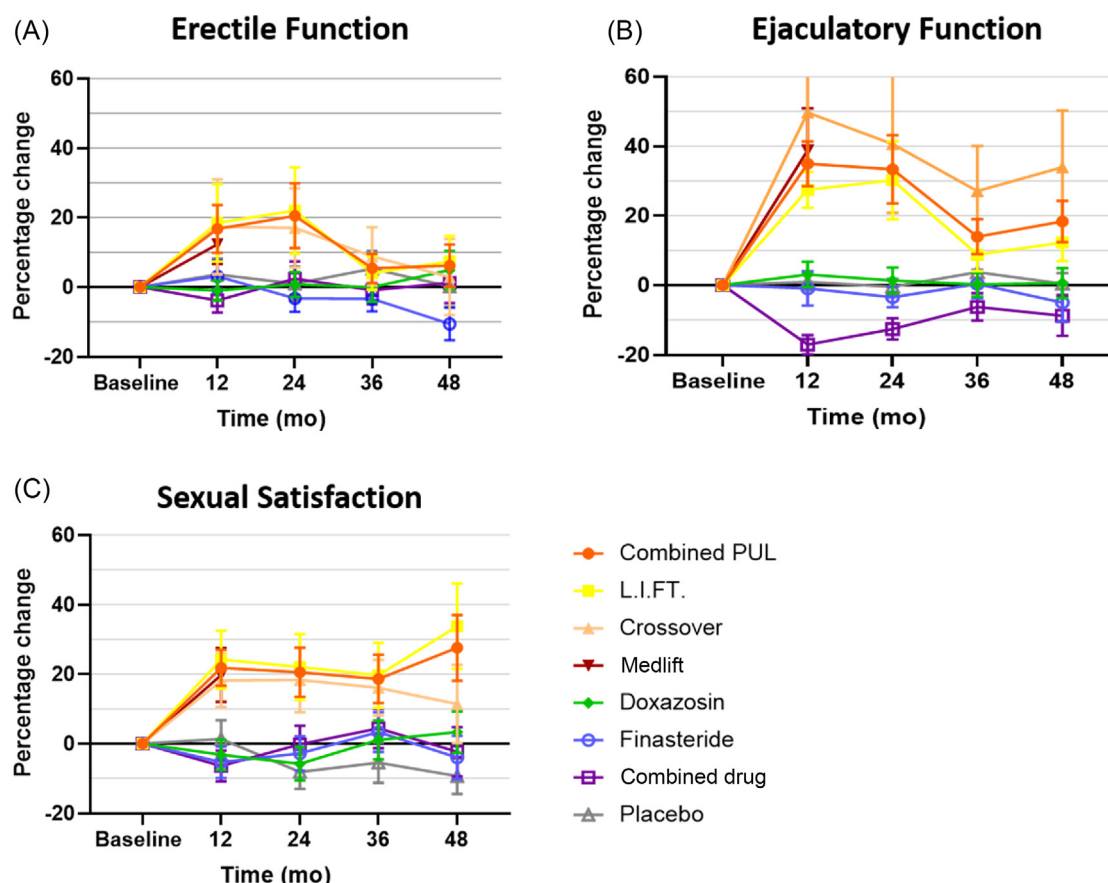 (A)
Erectile Function
Percentage change
60
40
20
0
-20
Baseline 12 24 36 48
Time (mo)
(B)
Ejaculatory Function
Percentage change
60
40
20
0
-20
Baseline 12 24 36 48
Time (mo)
(C)
Sexual Satisfaction
Percentage change
60
40
20
0
-20
Baseline 12 24 36 48
Time (mo)
Combined PUL
L.I.FT.
Crossover
Medlift
Doxazosin
Finasteride
Combined drug
Placebo